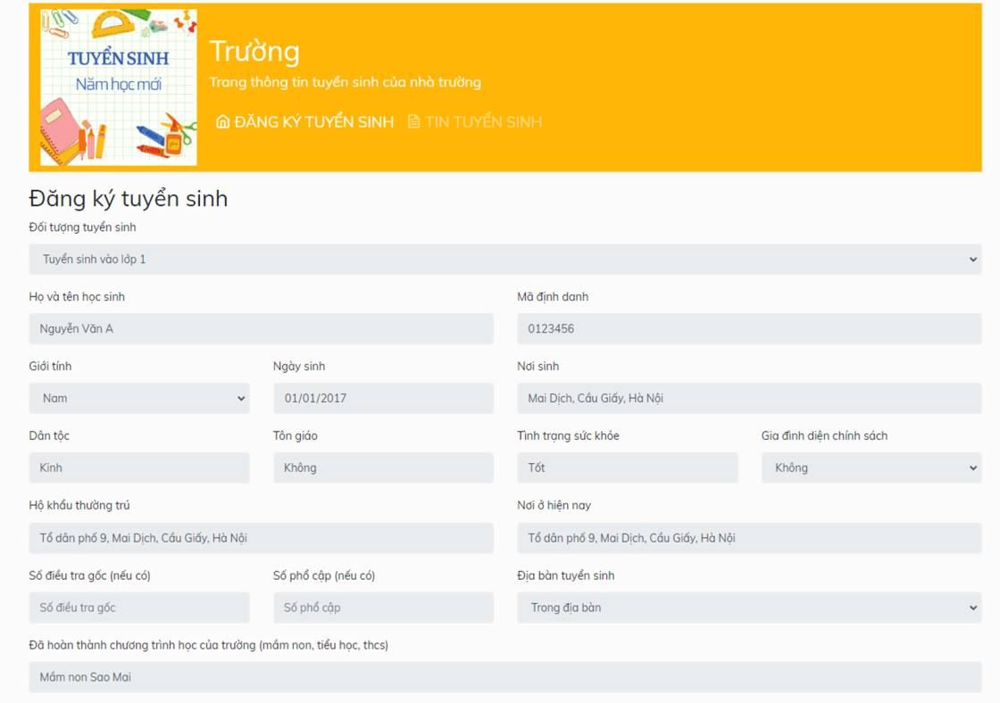 TUYỂN SINH
Năm học mới
Trường
Trang thông tin tuyển sinh của nhà trường
ĐĂNG KÝ TUYỂN SINH TIN TUYỂN SINH
Đăng ký tuyển sinh
Đối tượng tuyển sinh
Tuyển sinh vào lớp 1
Họ và tên học sinh Mã định danh
Nguyễn Văn A 0123456
Giới tính Ngày sinh Nơi sinh
Nam 01/01/2017 Mai Dịch, Cầu Giấy, Hà Nội
Dân tộc Tôn giáo Tình trạng sức khỏe Gia đình diện chính sách
Kinh Không Tốt Không
Hộ khẩu thường trú Nơi ở hiện nay
Tổ dân phố 9, Mai Dịch, Cầu Giấy, Hà Nội Tổ dân phố 9, Mai Dịch, Cầu Giấy, Hà Nội
Số điều tra gốc (nếu có) Số phổ cập (nếu có) Địa bàn tuyển sinh
Số điều tra gốc Số phổ cập Trong địa bàn
Đã hoàn thành chương trình học của trường (mầm non, tiểu học, thcs)
Mầm non Sao Mai